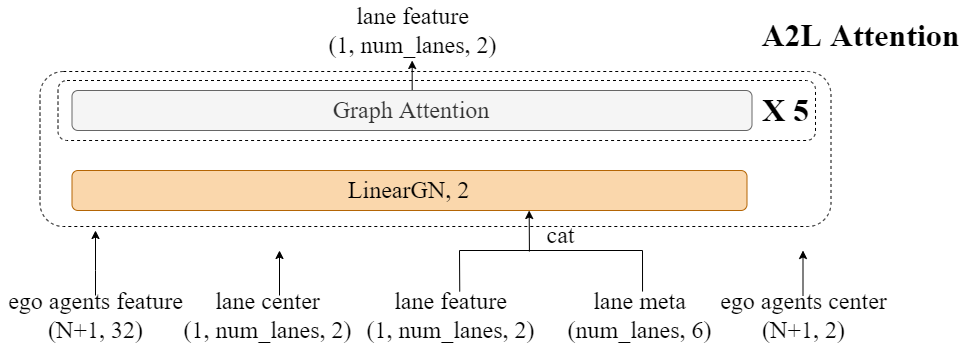 lane feature
(1, num_lanes, 2)
A2L Attention
Graph Attention
X 5
LinearGN, 2
cat
ego agents feature
(N+1, 32)
lane center
(1, num_lanes, 2)
lane feature
(1, num_lanes, 2)
lane meta
(num_lanes, 6)
ego agents center
(N+1, 2)